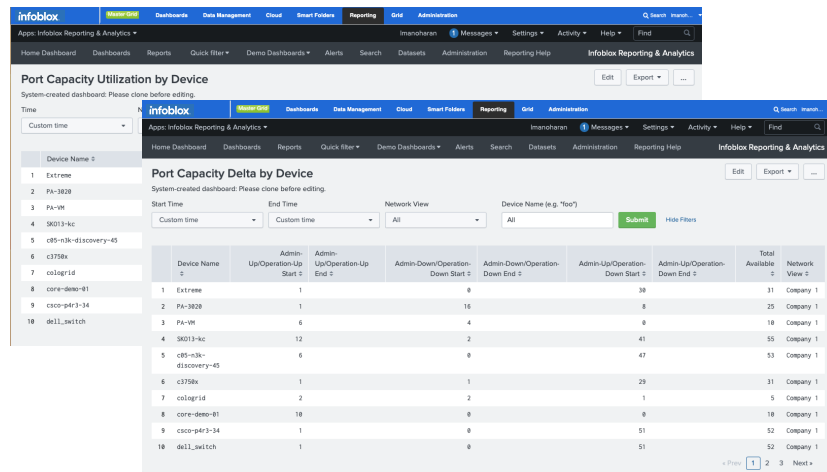 infoblox. Master Grid Dashboards Data Management Cloud Smart Folders Reporting Grid Administration Search lmanoh...
Apps: Infoblox Reporting & Analytics lmanoharan 1 Messages Settings Activity Help Find
Home Dashboard Dashboards Reports Quick filter Demo Dashboards Alerts Search Datasets Administration Reporting Help Infoblox Reporting & Analytics
Port Capacity Utilization by Device Edit Export ...
System-created dashboard: Please clone before editing.
Time
Custom time
Device Name
1 Extreme
2 PA-3020
3 PA-VM
4 SKO13-kc
5 c05-n3k-discovery-45
6 c3750x
7 cologrid
8 core-demo-01
9 csco-p4r3-34
10 dell_switch
infoblox. Master Grid Dashboards Data Management Cloud Smart Folders Reporting Grid Administration Search lmanoh...
Apps: Infoblox Reporting & Analytics lmanoharan 1 Messages Settings Activity Help Find
Home Dashboard Dashboards Reports Quick filter Demo Dashboards Alerts Search Datasets Administration Reporting Help Infoblox Reporting & Analytics
Port Capacity Delta by Device Edit Export ...
System-created dashboard: Please clone before editing.
Start Time End Time Network View Device Name (e.g. "foo")
Custom time Custom time All All Submit Hide Filters
Admin- Admin- Total
Device Name Up/Operation-Up Up/Operation-Up Admin-Down/Operation- Admin-Down/Operation- Admin-Up/Operation- Admin-Up/Operation- Available Network
Start End Down Start Down End Down Start Down End View
1 Extreme 1 0 30 31 Company 1
2 PA-3020 1 16 8 25 Company 1
3 PA-VM 6 4 0 10 Company 1
4 SKO13-kc 12 2 41 55 Company 1
5 c05-n3k- 6 0 47 53 Company 1
discovery-45
6 c3750x 1 1 29 31 Company 1
7 cologrid 2 2 1 5 Company 1
8 core-demo-01 10 0 0 10 Company 1
9 csco-p4r3-34 1 0 51 52 Company 1
10 dell_switch 1 0 51 52 Company 1
« Prev 1 2 3 Next »